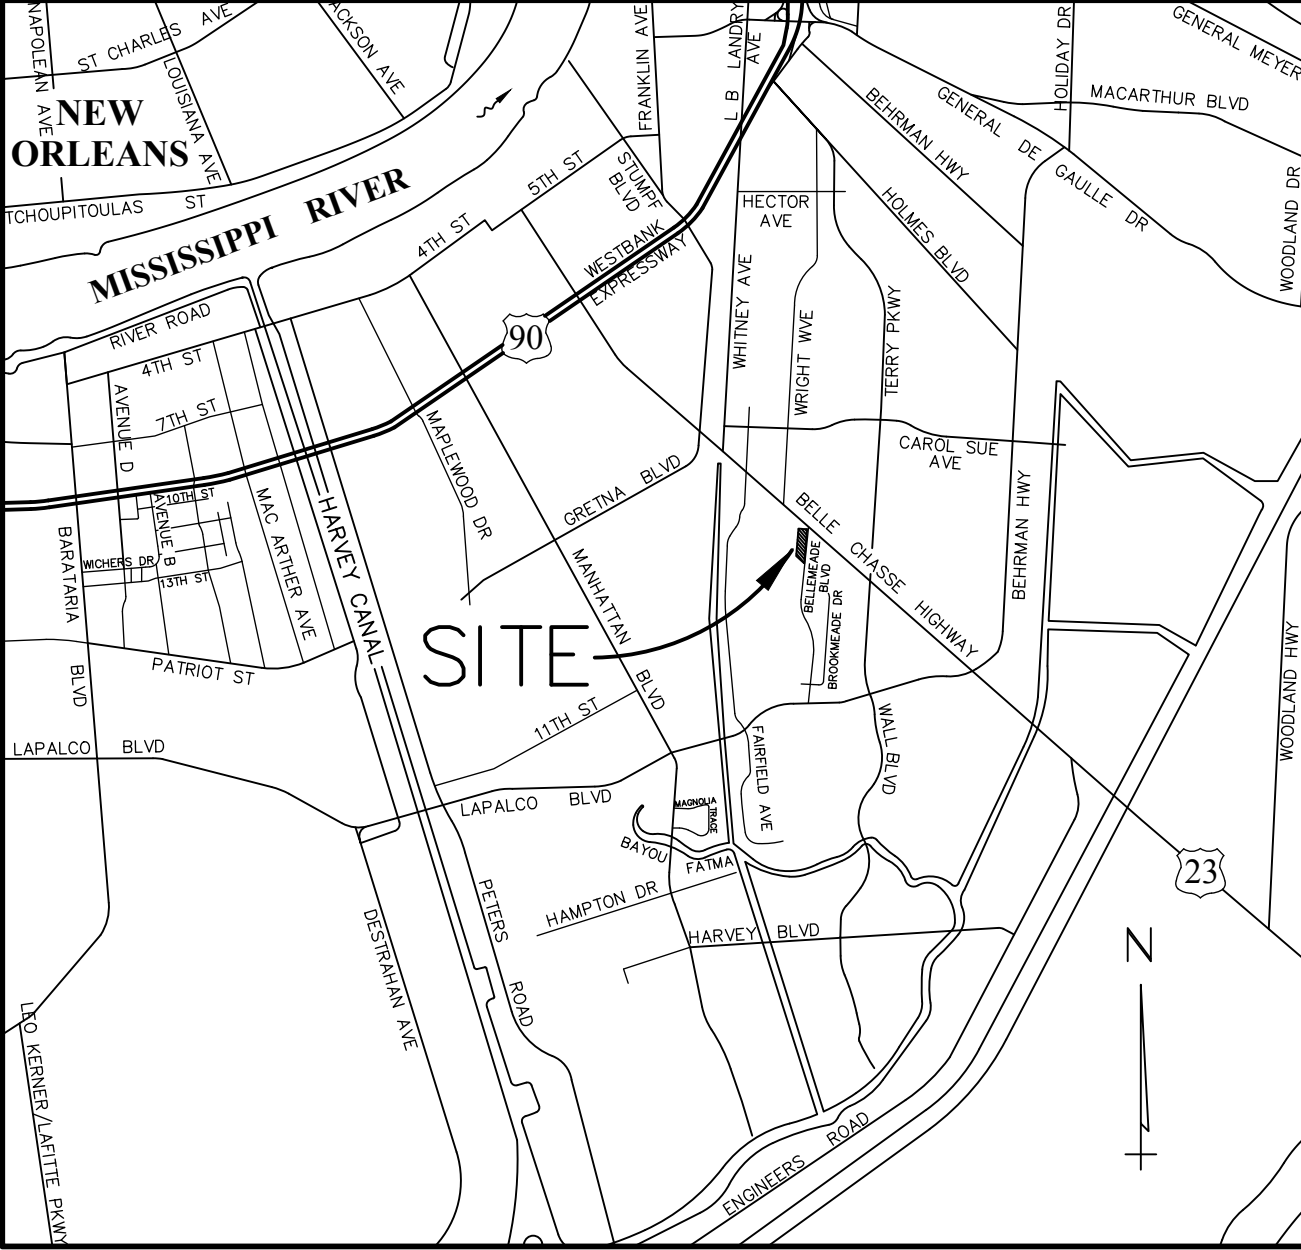 NAPOLEAN AVE
ST CHARLES AVE
LOUISIANA AVE
ACKSON AVE
FRANKLIN AVE
L B LANDRY
AVE
HOLIDAY DR
GENERAL MEYER
MACARTHUR BLVD
NEW
ORLEANS
TCHOUPITOULAS ST
MISSISSIPPI RIVER
BEHRMAN HWY
GENERAL DE GAULLE DR
HOLMES BLVD
WOODLAND DR
STUMPF
BLVD
5TH ST
4TH ST
HECTOR
AVE
WESTBANK
EXPRESSWAY
WHITNEY AVE
WRIGHT WVE
TERRY PKWY
RIVER ROAD
4TH ST
7TH ST
90
AVENUE D
MAPLEWOOD DR
GRETNA BLVD
CAROL SUE
AVE
BEHRMAN HWY
10TH ST
AVENUE B
WICHERS DR
13TH ST
MAC ARTHER AVE
HARVEY CANAL
BARATARIA BLVD
PATRIOT ST
MANHATTAN BLVD
BELLE CHASSE HIGHWAY
BELLEMEADE
BLVD
BROOKMEADE DR
SITE
11TH ST
LAPALCO BLVD
LAPALCO BLVD
FAIRFIELD AVE
WALL BLVD
WOODLAND HWY
MAGNOLIA
TRACE
BAYOU FATMA
23
HAMPTON DR
HARVEY BLVD
PETERS ROAD
DESTRAHAN AVE
LEO KERNER/LAFITTE PKWY
ENGINEERS ROAD
N